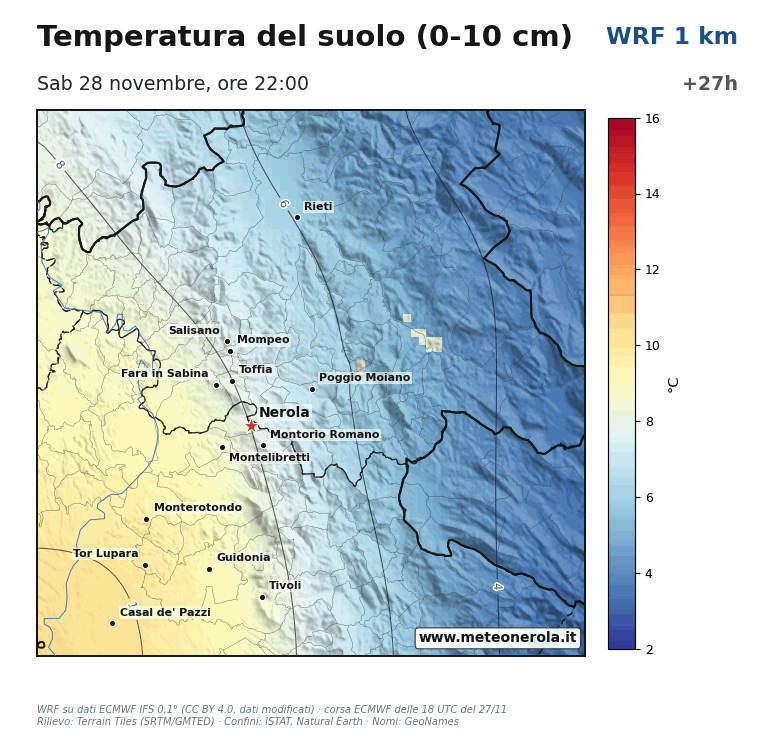 Temperatura del suolo (0-10 cm)
WRF 1 km
Sab 28 novembre, ore 22:00
+27h
8
6
Rieti
Salisano
Mompeo
Toffia
Fara in Sabina
Poggio Moiano
Nerola
Montorio Romano
Montelibretti
Monterotondo
Tor Lupara
Guidonia
Tivoli
Casal de' Pazzi
4
www.meteonerola.it
16
14
12
10
8
6
4
2
°C
WRF su dati ECMWF IFS 0,1° (CC BY 4.0, dati modificati) · corsa ECMWF delle 18 UTC del 27/11
Rilievo: Terrain Tiles (SRTM/GMTED) · Confini: ISTAT, Natural Earth · Nomi: GeoNames